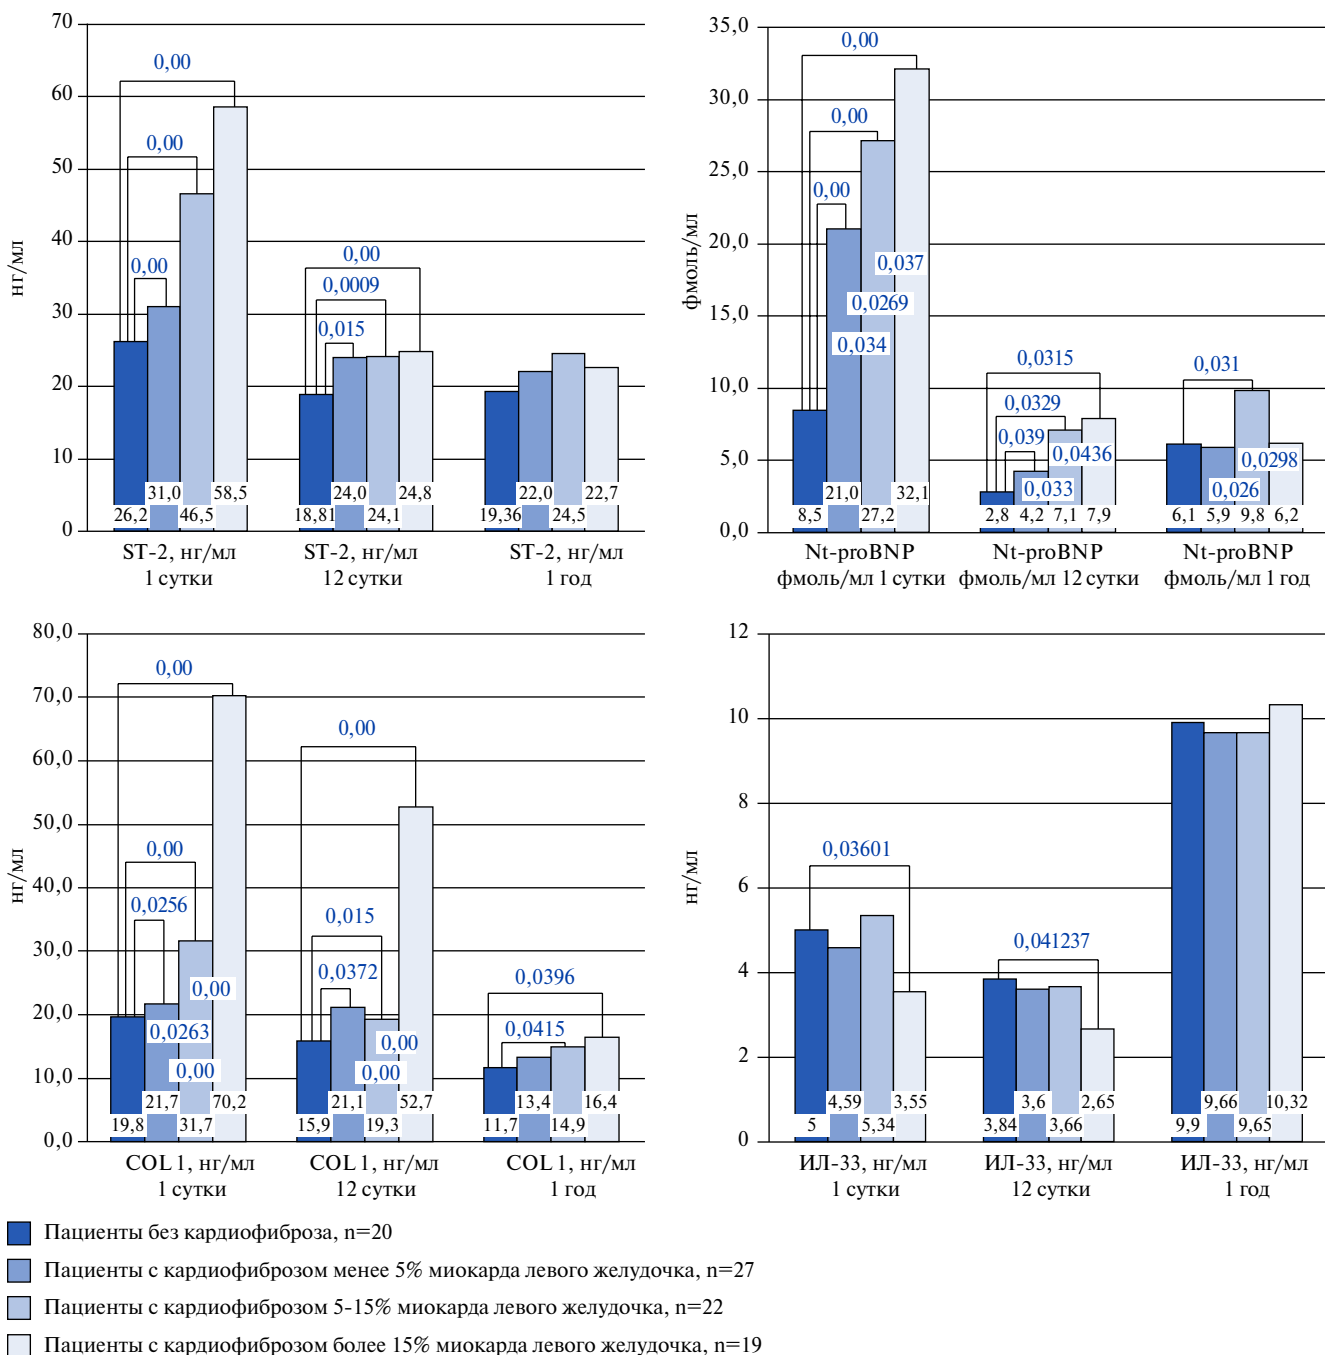 70
60
50
40
30
20
10
0
нг/мл
0,00
0,00
0,00
0,00
0,0009
0,015
31,0 58,5 24,0 24,8 22,0 22,7
26,2 46,5 18,81 24,1 19,36 24,5
ST-2, нг/мл ST-2, нг/мл ST-2, нг/мл
1 сутки 12 сутки 1 год
35,0
30,0
25,0
20,0
15,0
10,0
5,0
0,0
фмоль/мл
0,00
0,00
0,00
0,037
0,0269
0,034
0,0315
0,0329
0,039
0,0436
0,033
0,031
0,0298
0,026
21,0 32,1
8,5 27,2 2,8 4,2 7,1 7,9 6,1 5,9 9,8 6,2
Nt-proBNP Nt-proBNP Nt-proBNP
фмоль/мл 1 сутки фмоль/мл 12 сутки фмоль/мл 1 год
80,0
70,0
60,0
50,0
40,0
30,0
20,0
10,0
0,0
нг/мл
0,00
0,00
0,0256
0,00
0,0263
0,00
0,00
0,015
0,0372
0,00
0,00
0,0396
0,0415
21,7 70,2 21,1 52,7 13,4 16,4
19,8 31,7 15,9 19,3 11,7 14,9
COL 1, нг/мл COL 1, нг/мл COL 1, нг/мл
1 сутки 12 сутки 1 год
12
10
8
6
4
2
0
нг/мл
0,03601
0,041237
4,59 3,55 3,6 2,65 9,66 10,32
5 5,34 3,84 3,66 9,9 9,65
ИЛ-33, нг/мл ИЛ-33, нг/мл ИЛ-33, нг/мл
1 сутки 12 сутки 1 год
Пациенты без кардиофиброза, n=20
Пациенты с кардиофиброзом менее 5% миокарда левого желудочка, n=27
Пациенты с кардиофиброзом 5-15% миокарда левого желудочка, n=22
Пациенты с кардиофиброзом более 15% миокарда левого желудочка, n=19